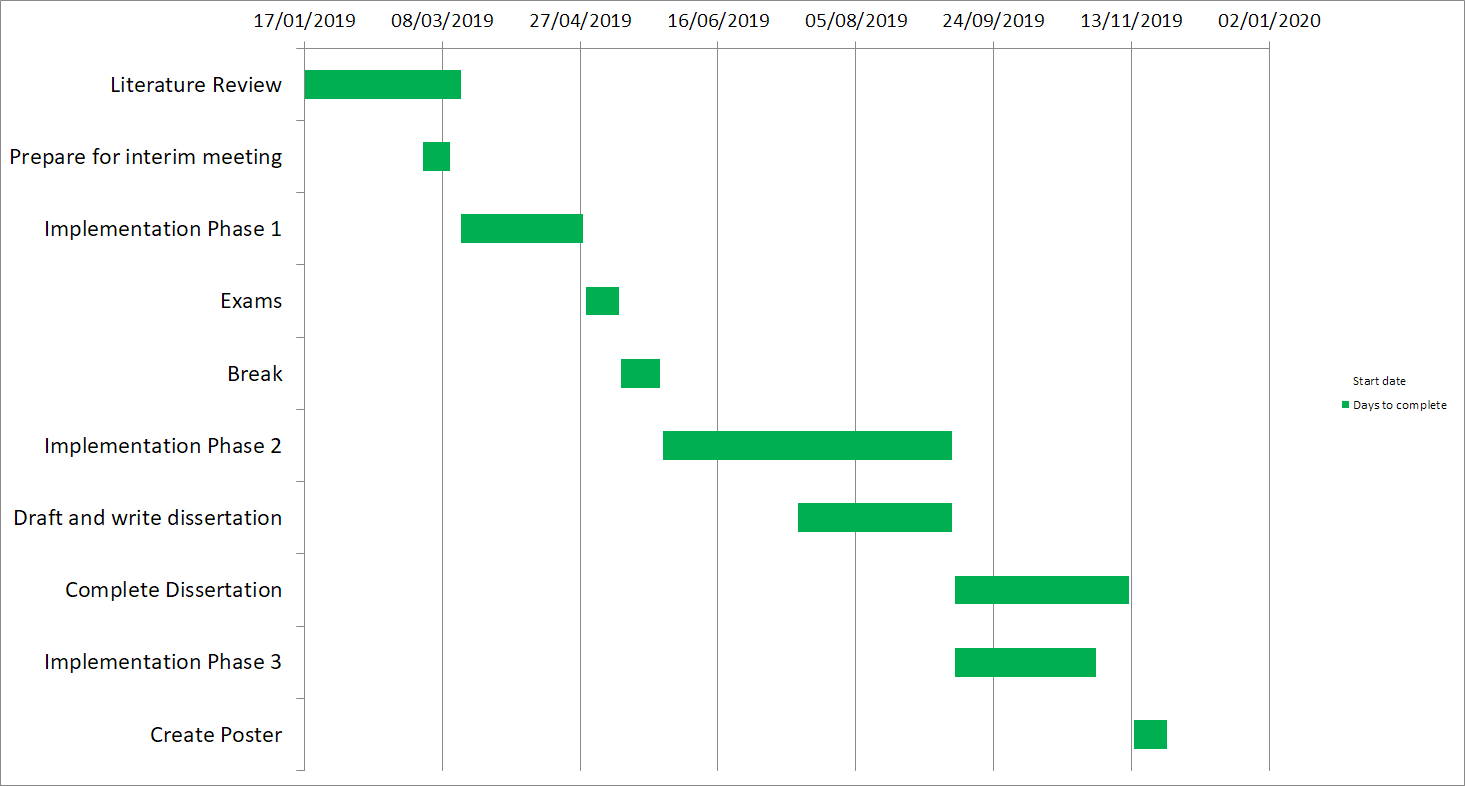 17/01/2019 08/03/2019 27/04/2019 16/06/2019 05/08/2019 24/09/2019 13/11/2019 02/01/2020
Literature Review
Prepare for interim meeting
Implementation Phase 1
Exams
Break
Implementation Phase 2
Draft and write dissertation
Complete Dissertation
Implementation Phase 3
Create Poster
Start date
Days to complete